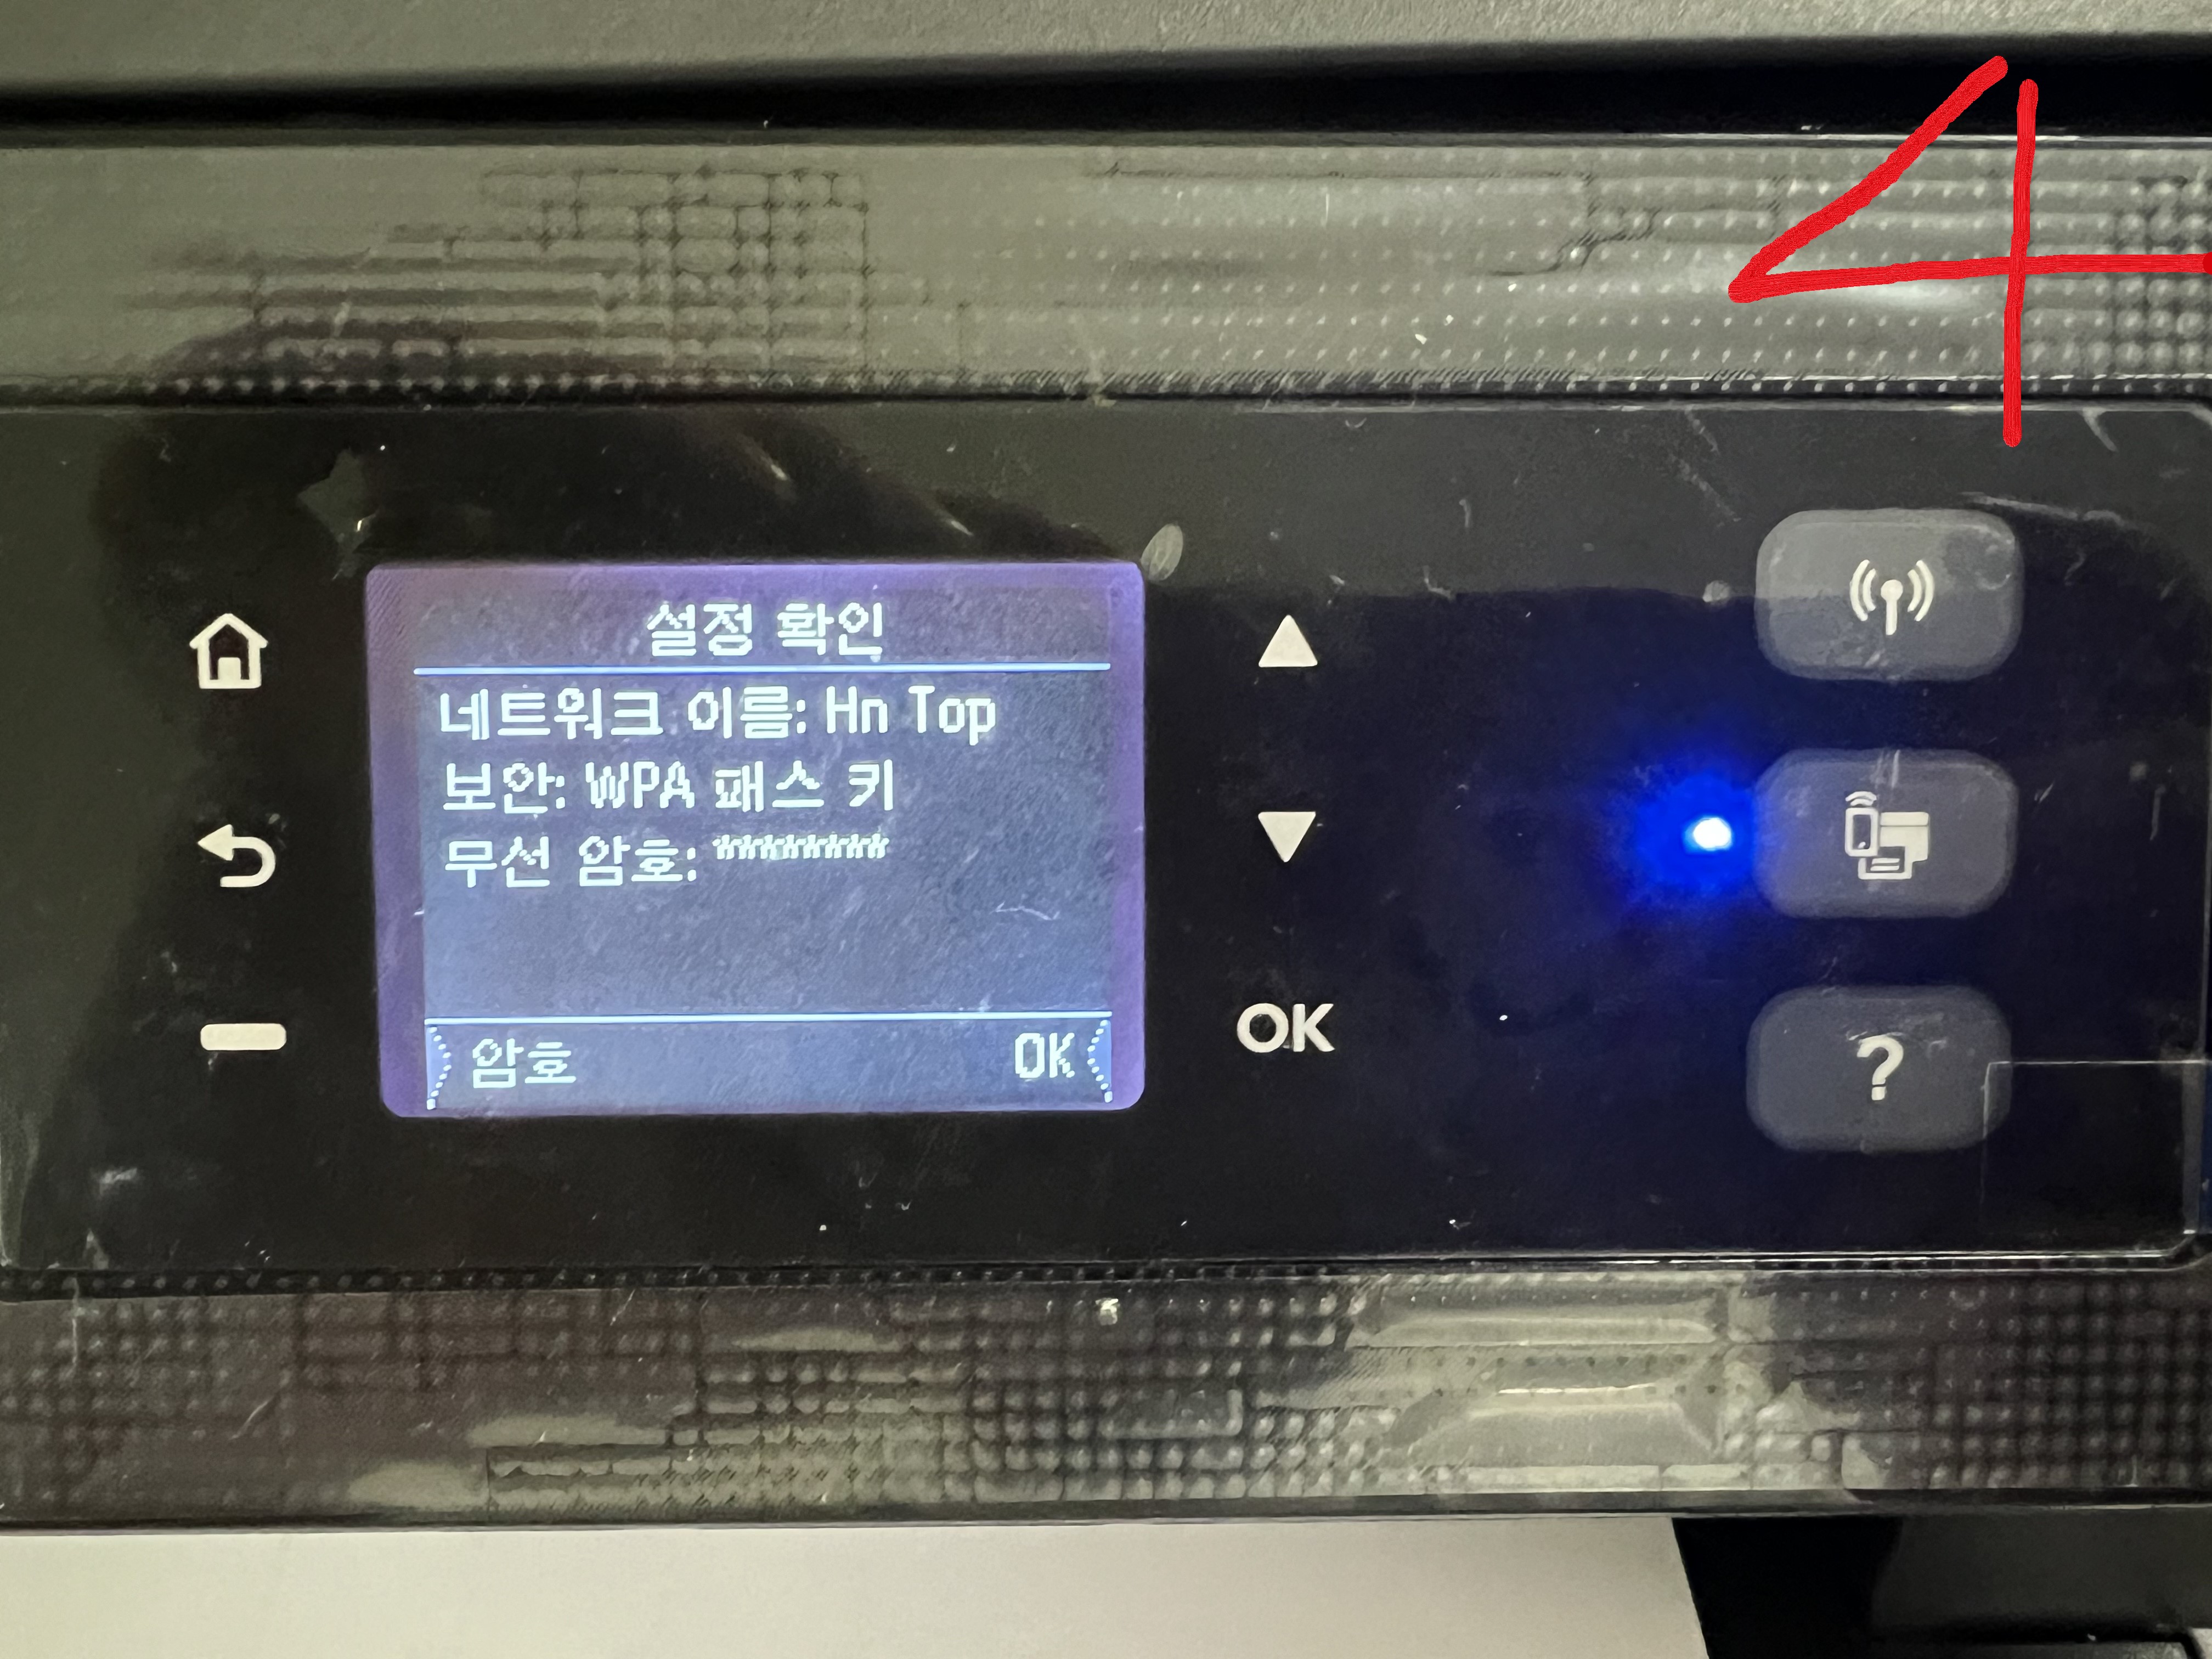 4
설정 확인
네트워크 이름: Hn Top
보안: WPA 패스 키
무선 암호: ********
암호 OK
OK
?